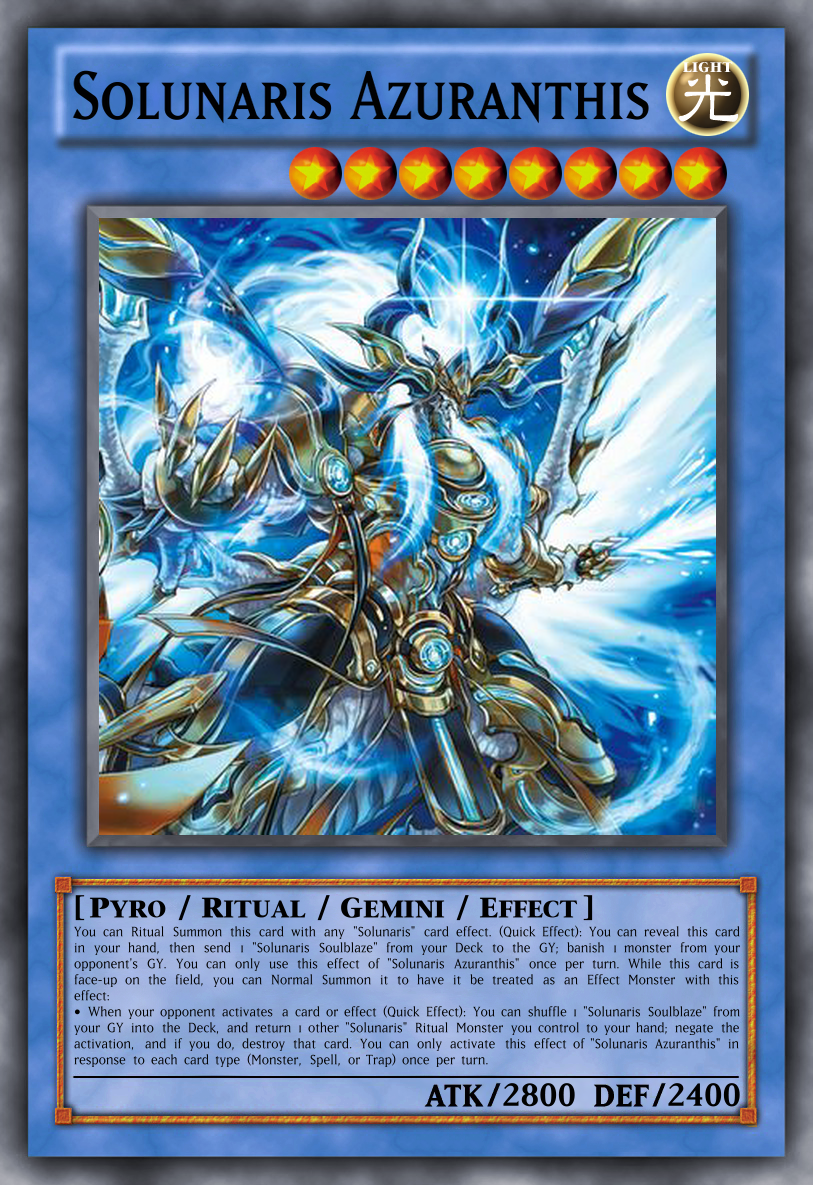 Solunaris Azuranthis
LIGHT
光
[ Pyro / Ritual / Gemini / Effect ]
You can Ritual Summon this card with any "Solunaris" card effect. (Quick Effect): You can reveal this card
in your hand, then send 1 "Solunaris Soulblaze" from your Deck to the GY; banish 1 monster from your
opponent's GY. You can only use this effect of "Solunaris Azuranthis" once per turn. While this card is
face-up on the field, you can Normal Summon it to have it be treated as an Effect Monster with this
effect:
• When your opponent activates a card or effect (Quick Effect): You can shuffle 1 "Solunaris Soulblaze" from
your GY into the Deck, and return 1 other "Solunaris" Ritual Monster you control to your hand; negate the
activation, and if you do, destroy that card. You can only activate this effect of "Solunaris Azuranthis" in
response to each card type (Monster, Spell, or Trap) once per turn.
ATK/2800 DEF/2400